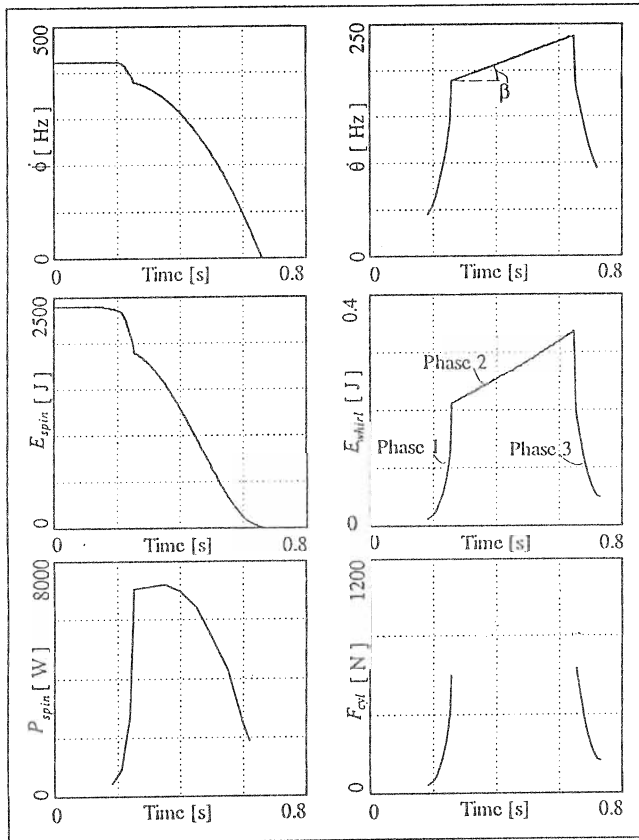 500
φ̇ [ Hz ]
0
0
Time [s]
0.8
250
θ̇ [ Hz ]
0
β
0
Time [s]
0.8
2500
E_spin [ J ]
0
0
Time [s]
0.8
0.4
E_whirl [ J ]
0
Phase 2
Phase 1
Phase 3
0
Time [s]
0.8
8000
P_spin [ W ]
0
0
Time [s]
0.8
1200
F_cyl [ N ]
0
0
Time [s]
0.8